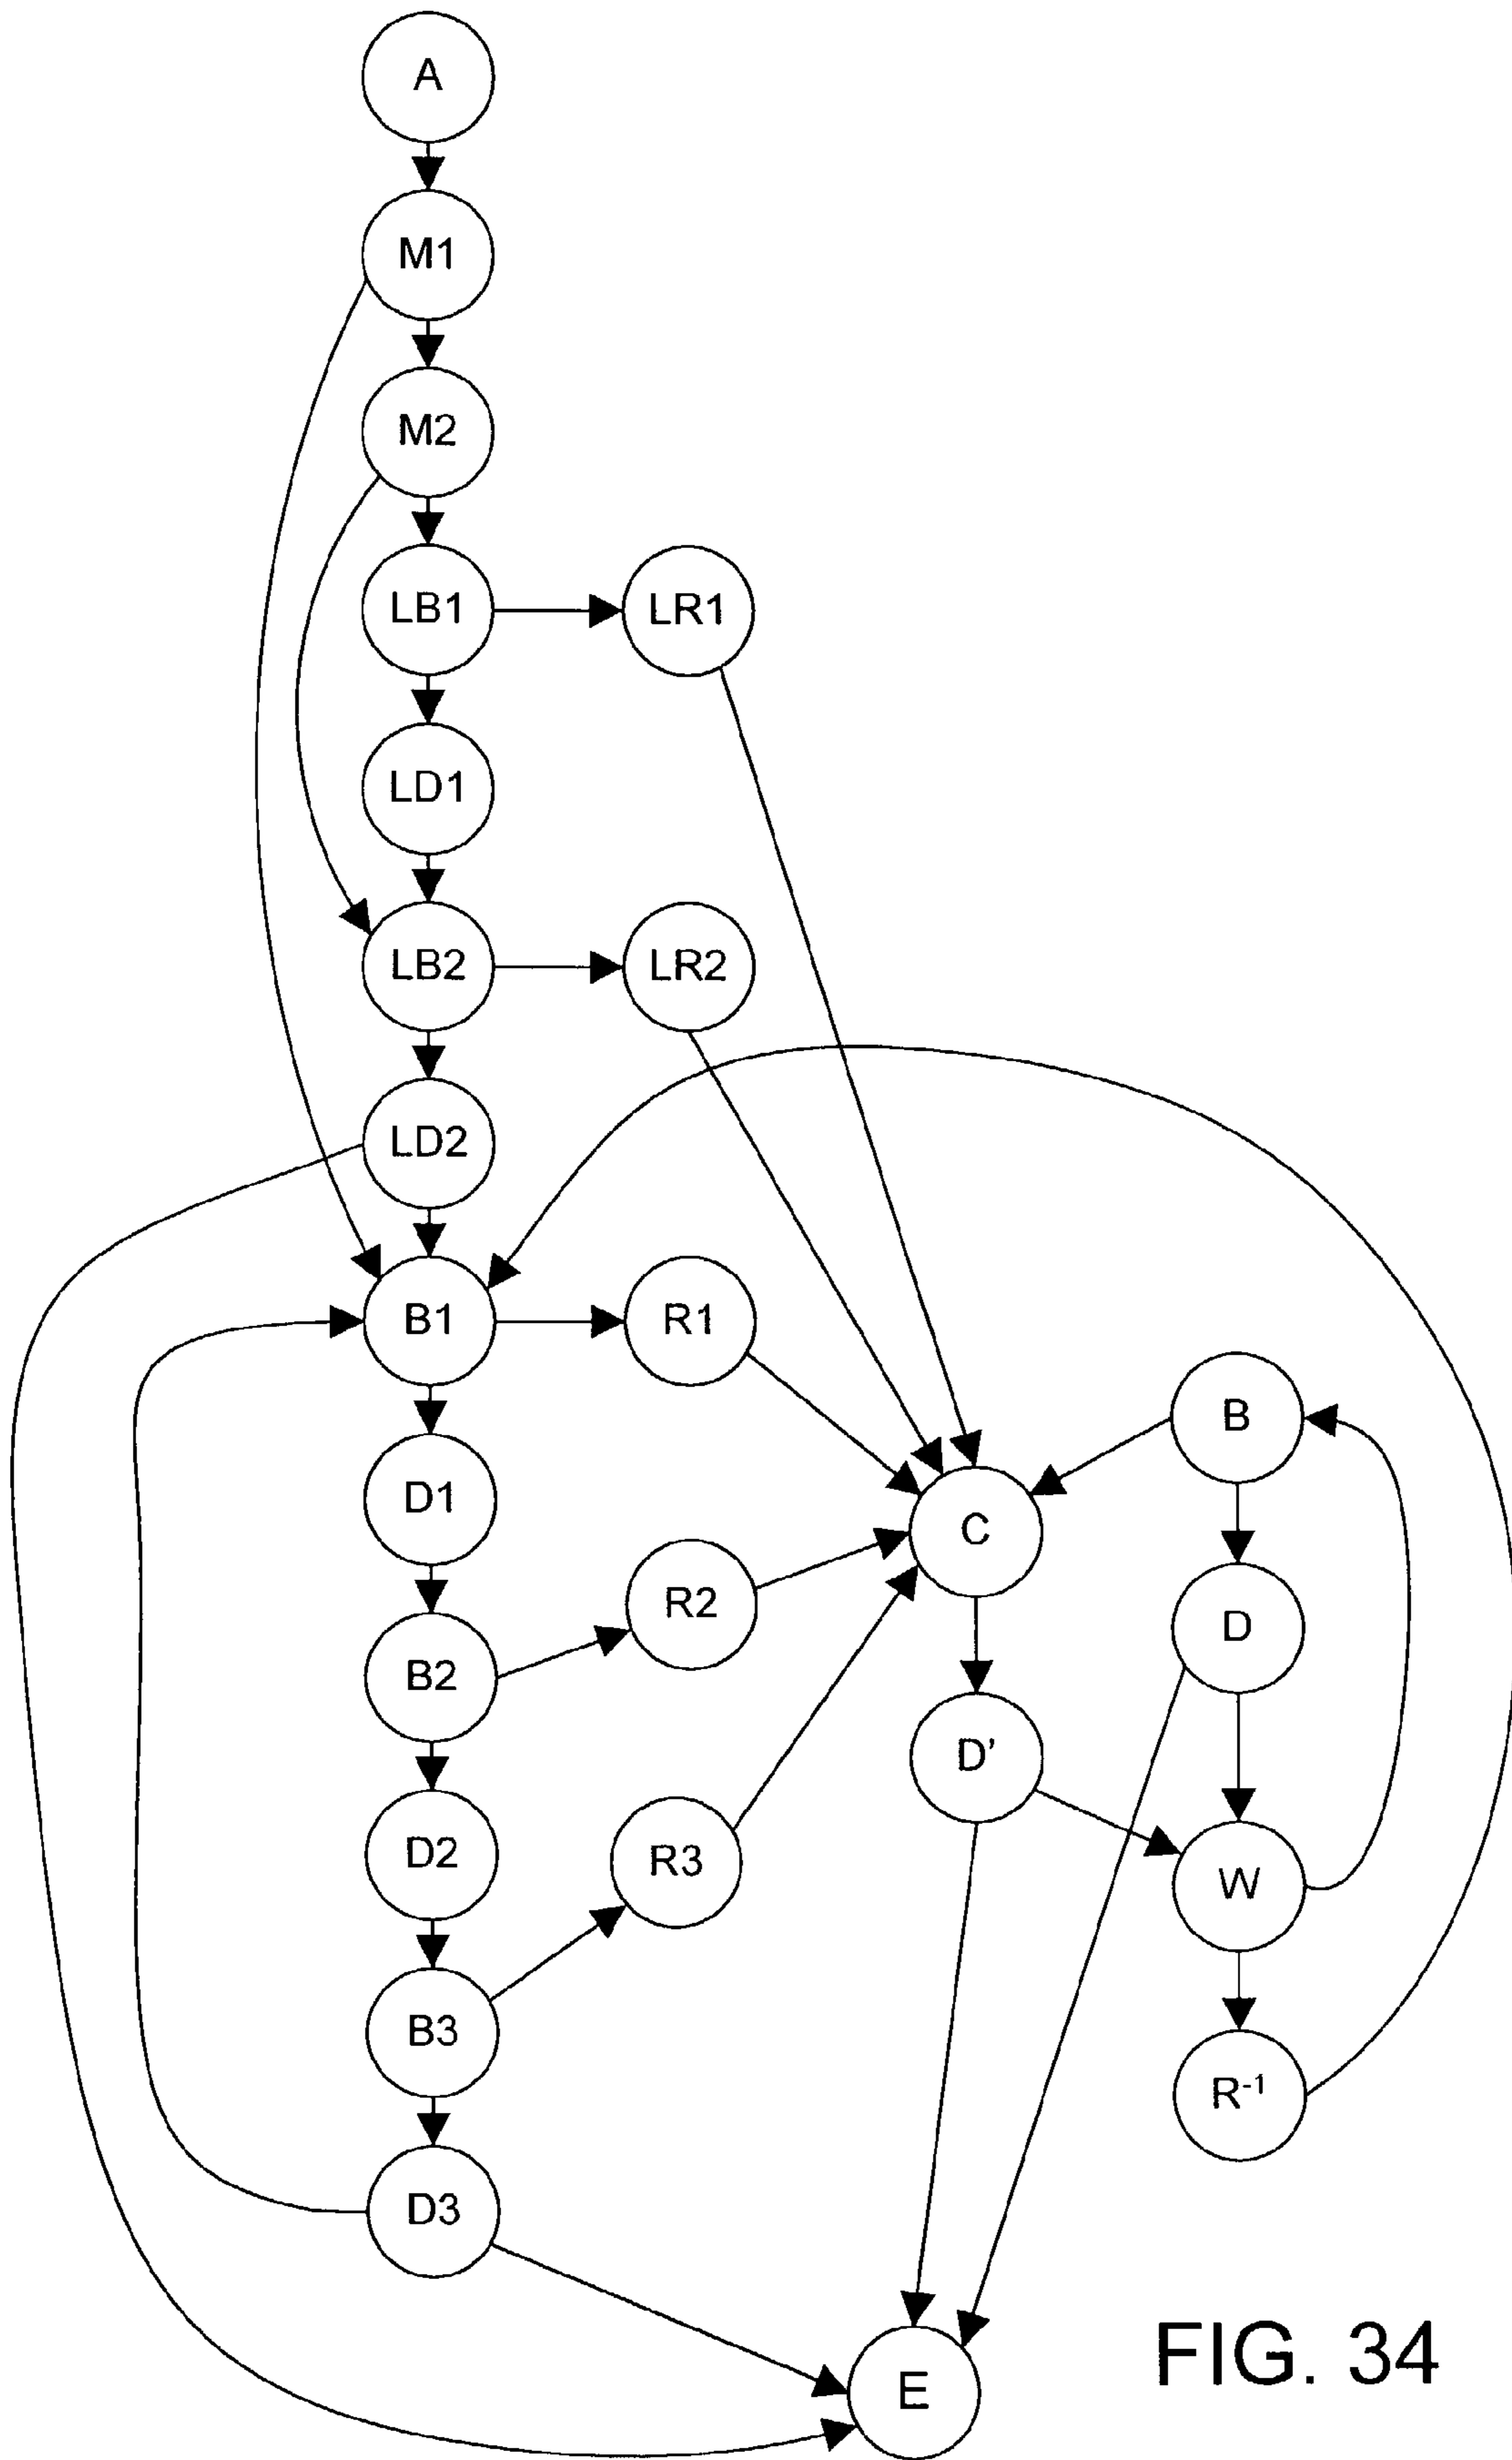 A
M1
M2
LB1 LR1
LD1
LB2 LR2
LD2
B1 R1
B
D1
C
R2
D
B2
D'
D2
R3
W
B3
R-1
D3
E
FIG. 34